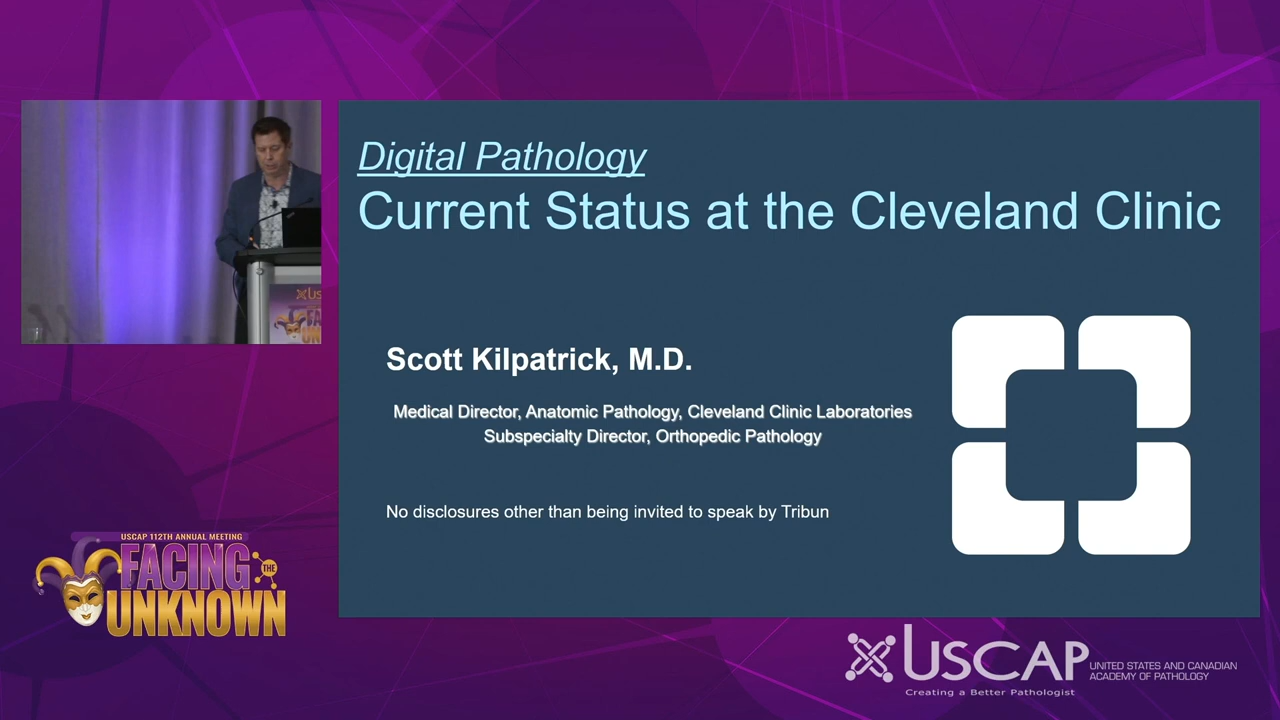 Digital Pathology
Current Status at the Cleveland Clinic
Scott Kilpatrick, M.D.
Medical Director, Anatomic Pathology, Cleveland Clinic Laboratories
Subspecialty Director, Orthopedic Pathology
No disclosures other than being invited to speak by Tribun
USCAP 112TH ANNUAL MEETING
FACING
THE
UNKNOWN
USCAP
UNITED STATES AND CANADIAN
ACADEMY OF PATHOLOGY
Creating a Better Pathologist